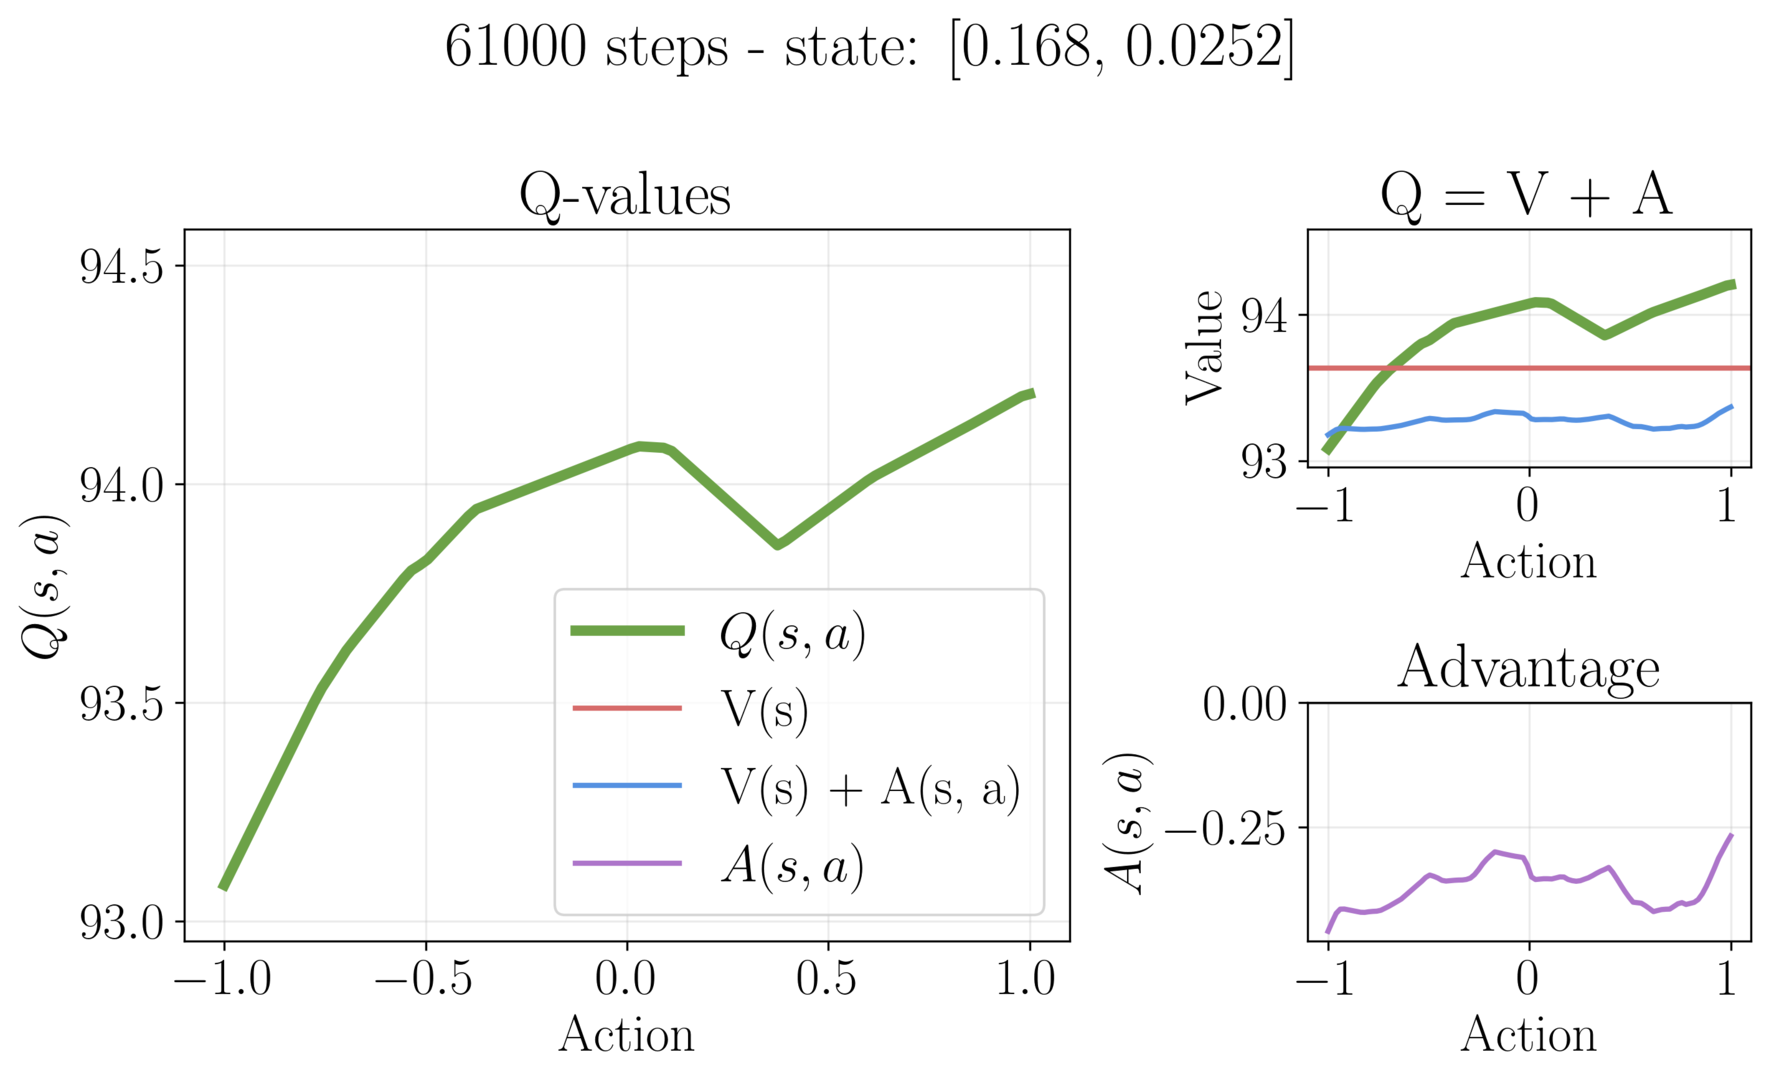 61000 steps - state: [0.168, 0.0252]
Q-values
94.5
94.0
93.5
93.0
Q(s, a)
−1.0 −0.5 0.0 0.5 1.0
Action
Q(s, a)
V(s)
V(s) + A(s, a)
A(s, a)
Q = V + A
Value
94
93
−1 0 1
Action
Advantage
0.00
−0.25
A(s, a)
−1 0 1
Action